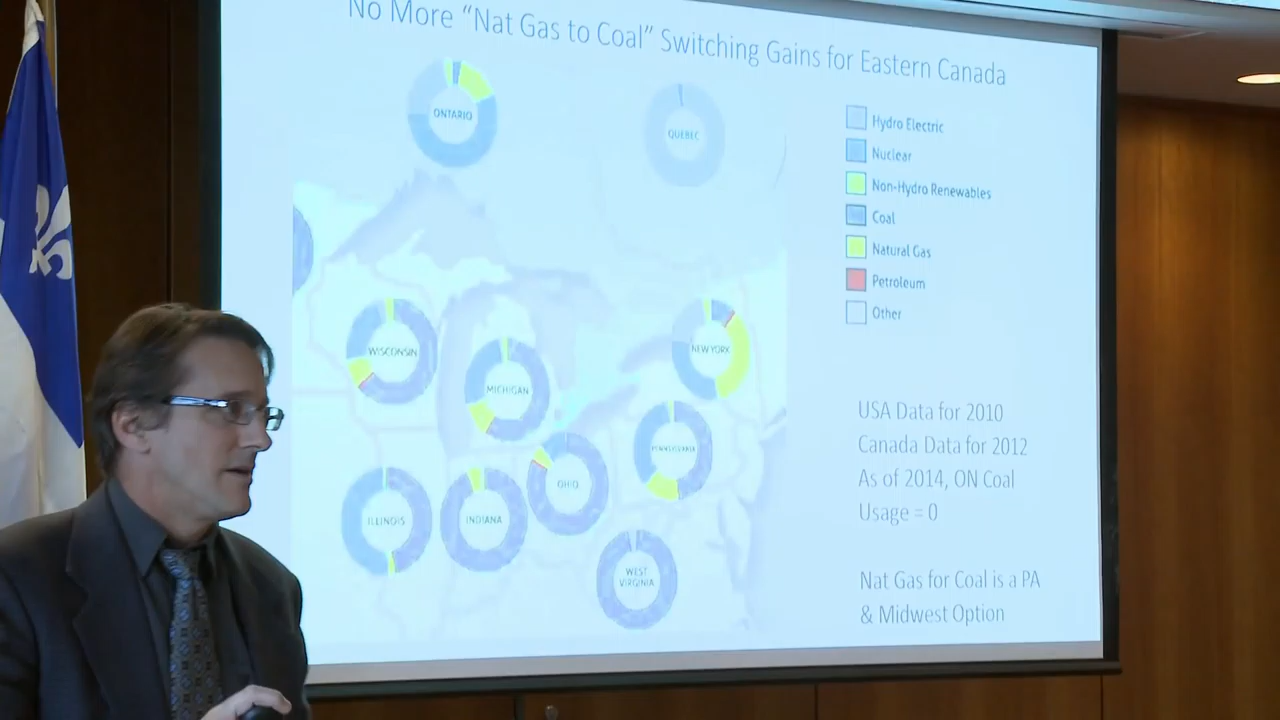 No More “Nat Gas to Coal” Switching Gains for Eastern Canada
ONTARIO
QUEBEC
Hydro Electric
Nuclear
Non-Hydro Renewables
Coal
Natural Gas
Petroleum
Other
WISCONSIN
MICHIGAN
NEW YORK
PENNSYLVANIA
OHIO
ILLINOIS
INDIANA
WEST
VIRGINIA
USA Data for 2010
Canada Data for 2012
As of 2014, ON Coal
Usage = 0
Nat Gas for Coal is a PA
& Midwest Option